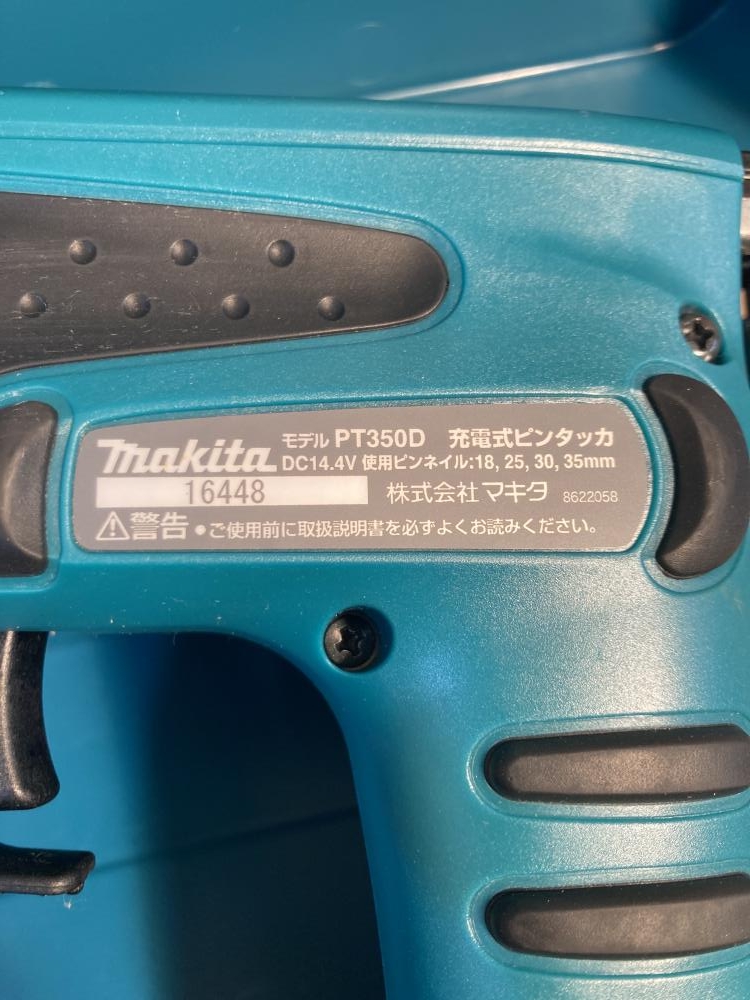 makita モデル PT350D 充電式ピンタッカ
DC14.4V 使用ピンネイル:18, 25, 30, 35mm
16448 株式会社マキタ 8622058
⚠警告 ●ご使用前に取扱説明書を必ずよくお読みください。